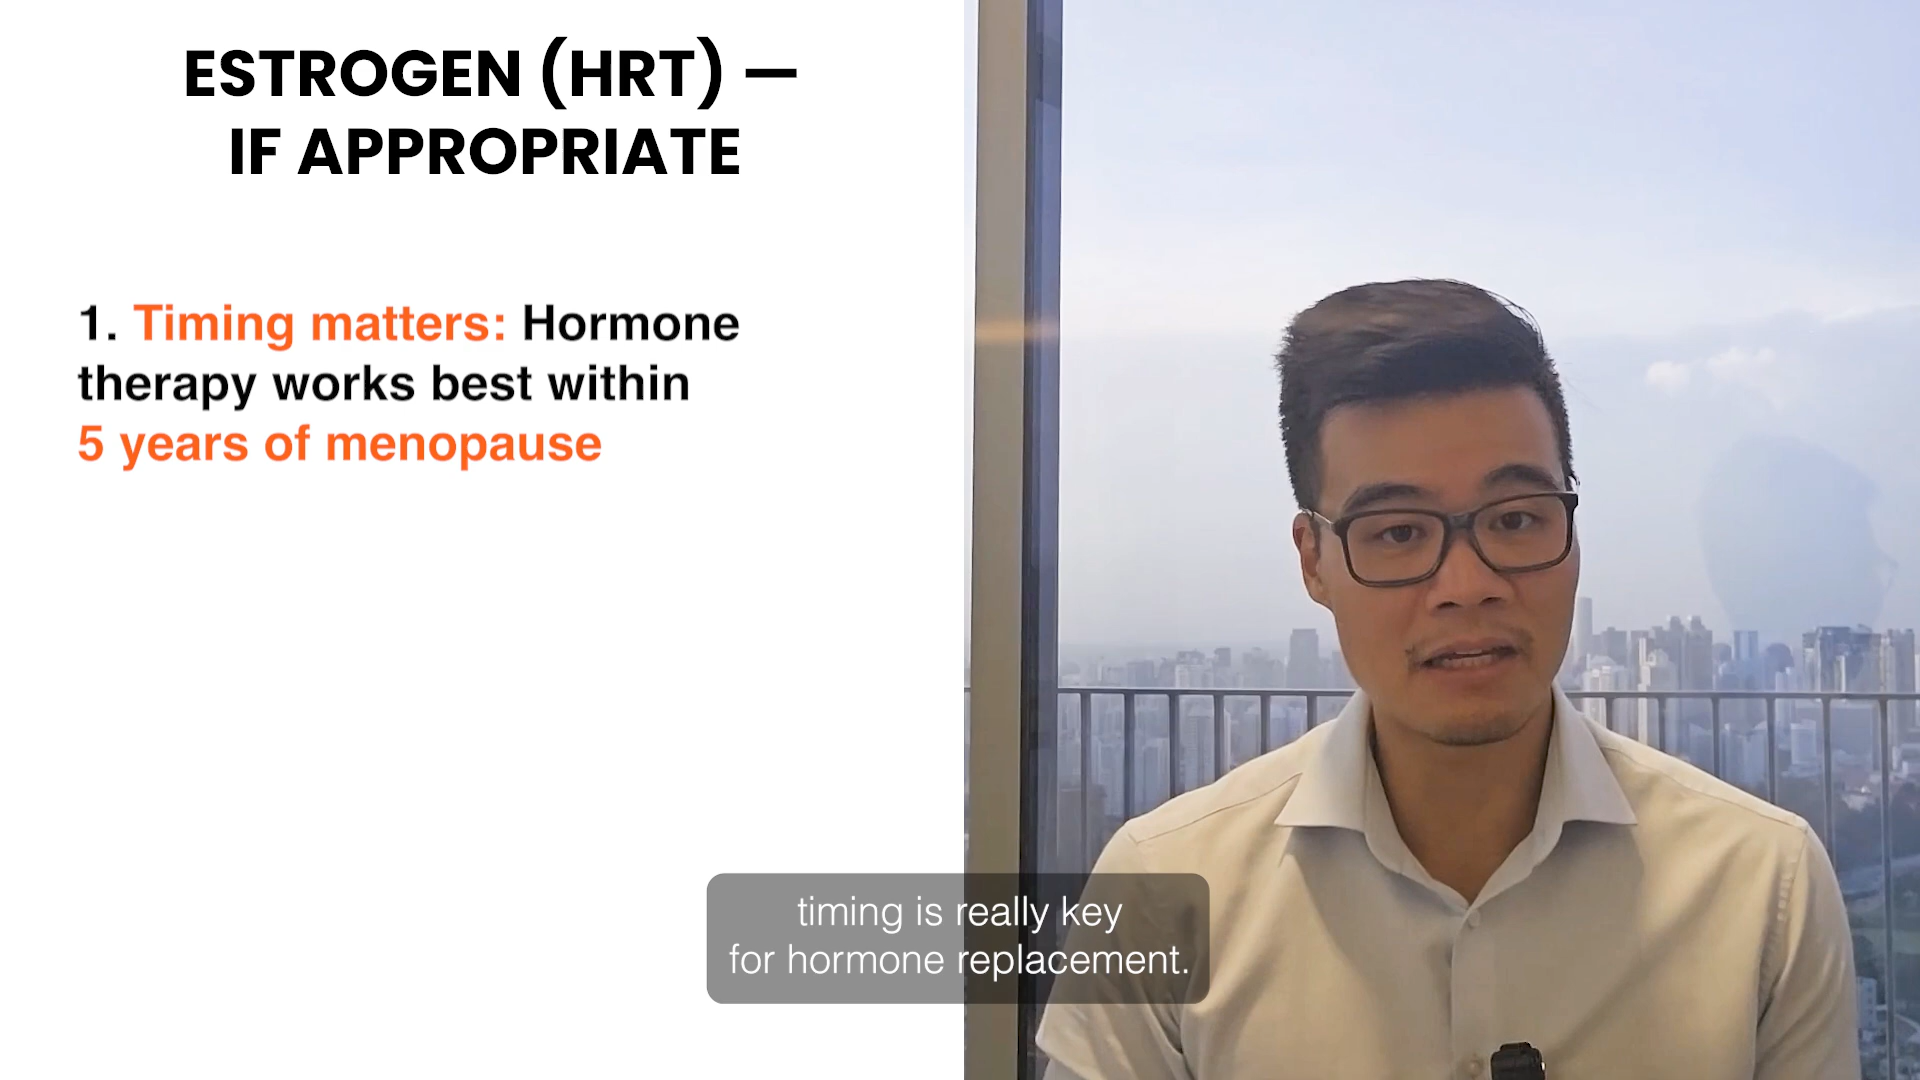 ESTROGEN (HRT) —
IF APPROPRIATE
1. Timing matters: Hormone
therapy works best within
5 years of menopause
timing is really key
for hormone replacement.